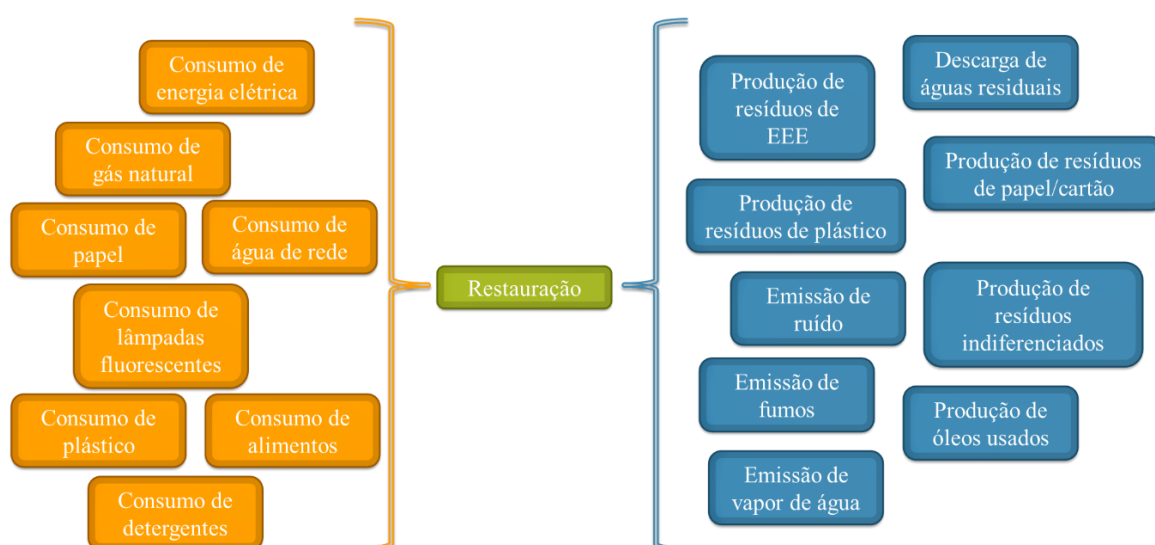 Consumo de
energia elétrica
Consumo de
gás natural
Consumo de
papel
Consumo de
água de rede
Consumo de
lâmpadas
fluorescentes
Consumo de
plástico
Consumo de
alimentos
Consumo de
detergentes
Restauração
Produção de
resíduos de
EEE
Descarga de
águas residuais
Produção de resíduos
de papel/cartão
Produção de
resíduos de plástico
Emissão de
ruído
Produção de
resíduos
indiferenciados
Emissão de
fumos
Produção de
óleos usados
Emissão de
vapor de água